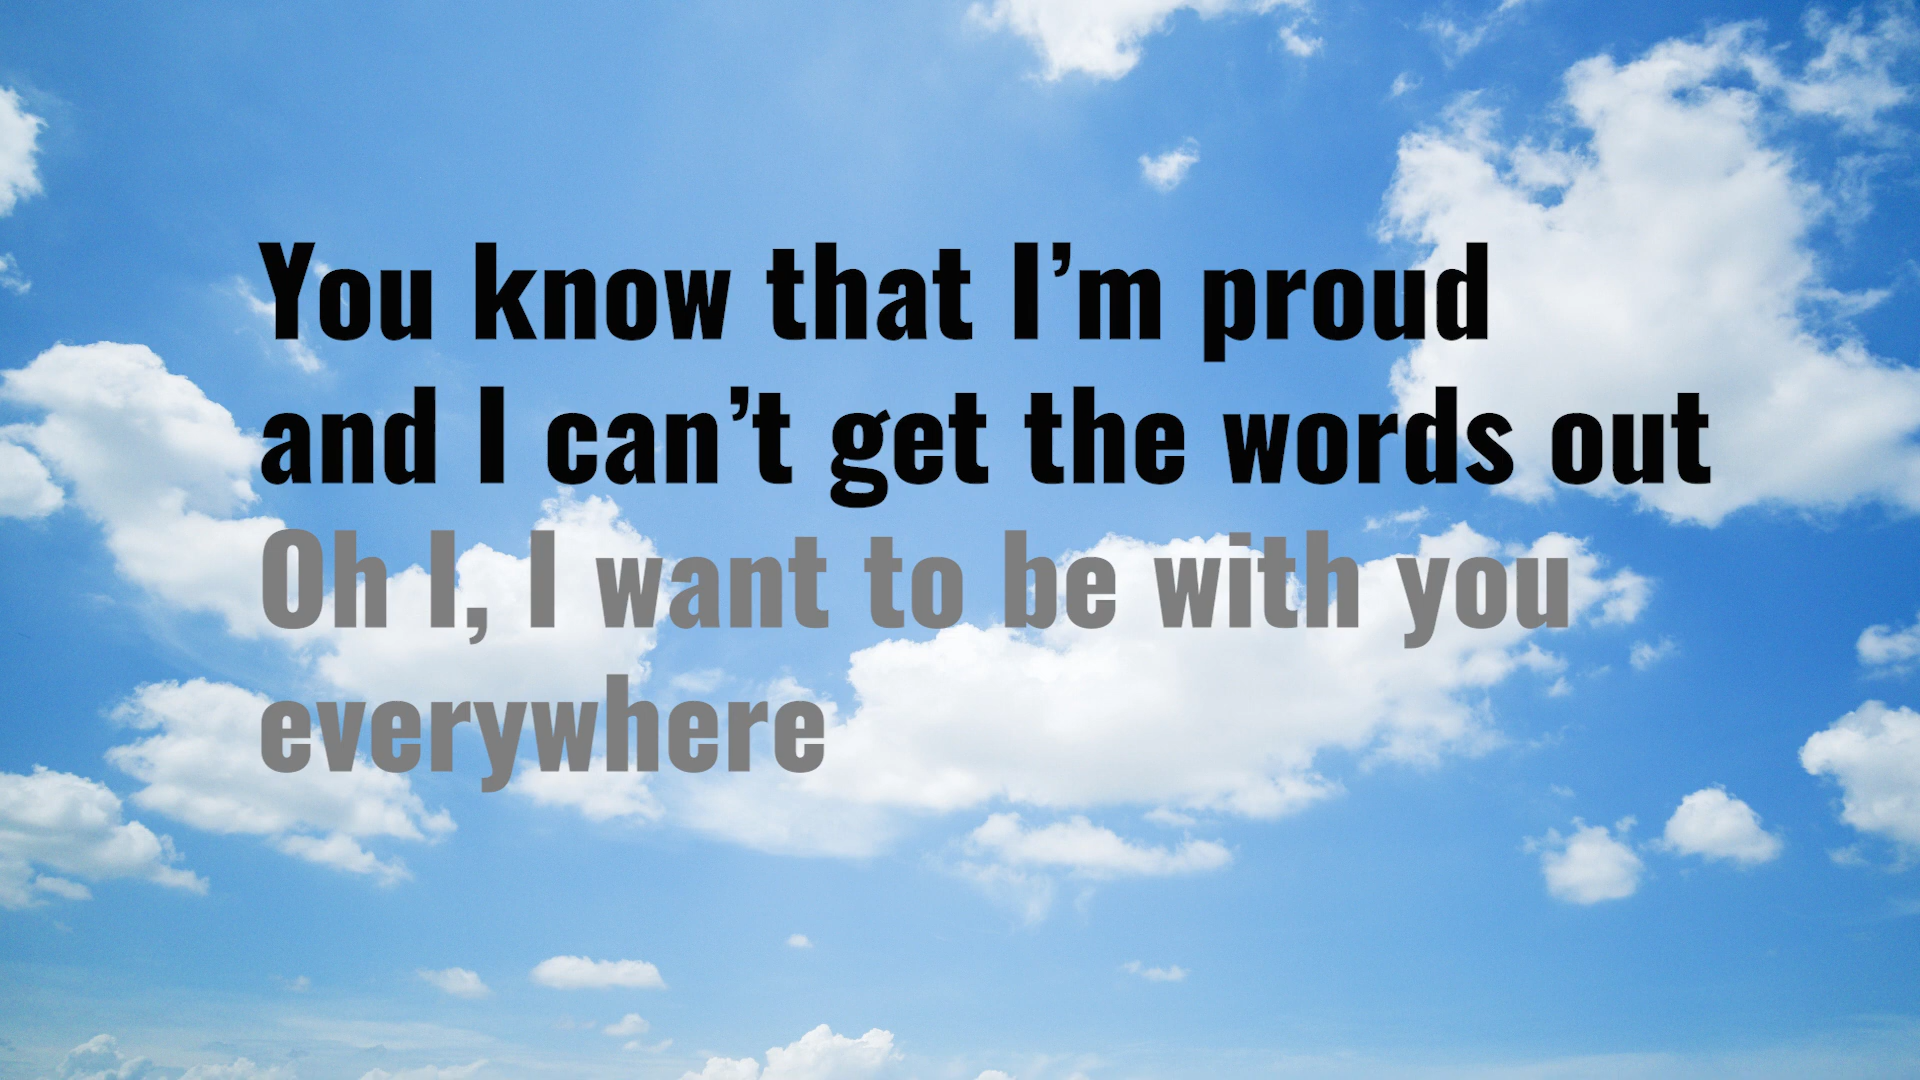 You know that I’m proud
and I can’t get the words out
Oh I, I want to be with you
everywhere